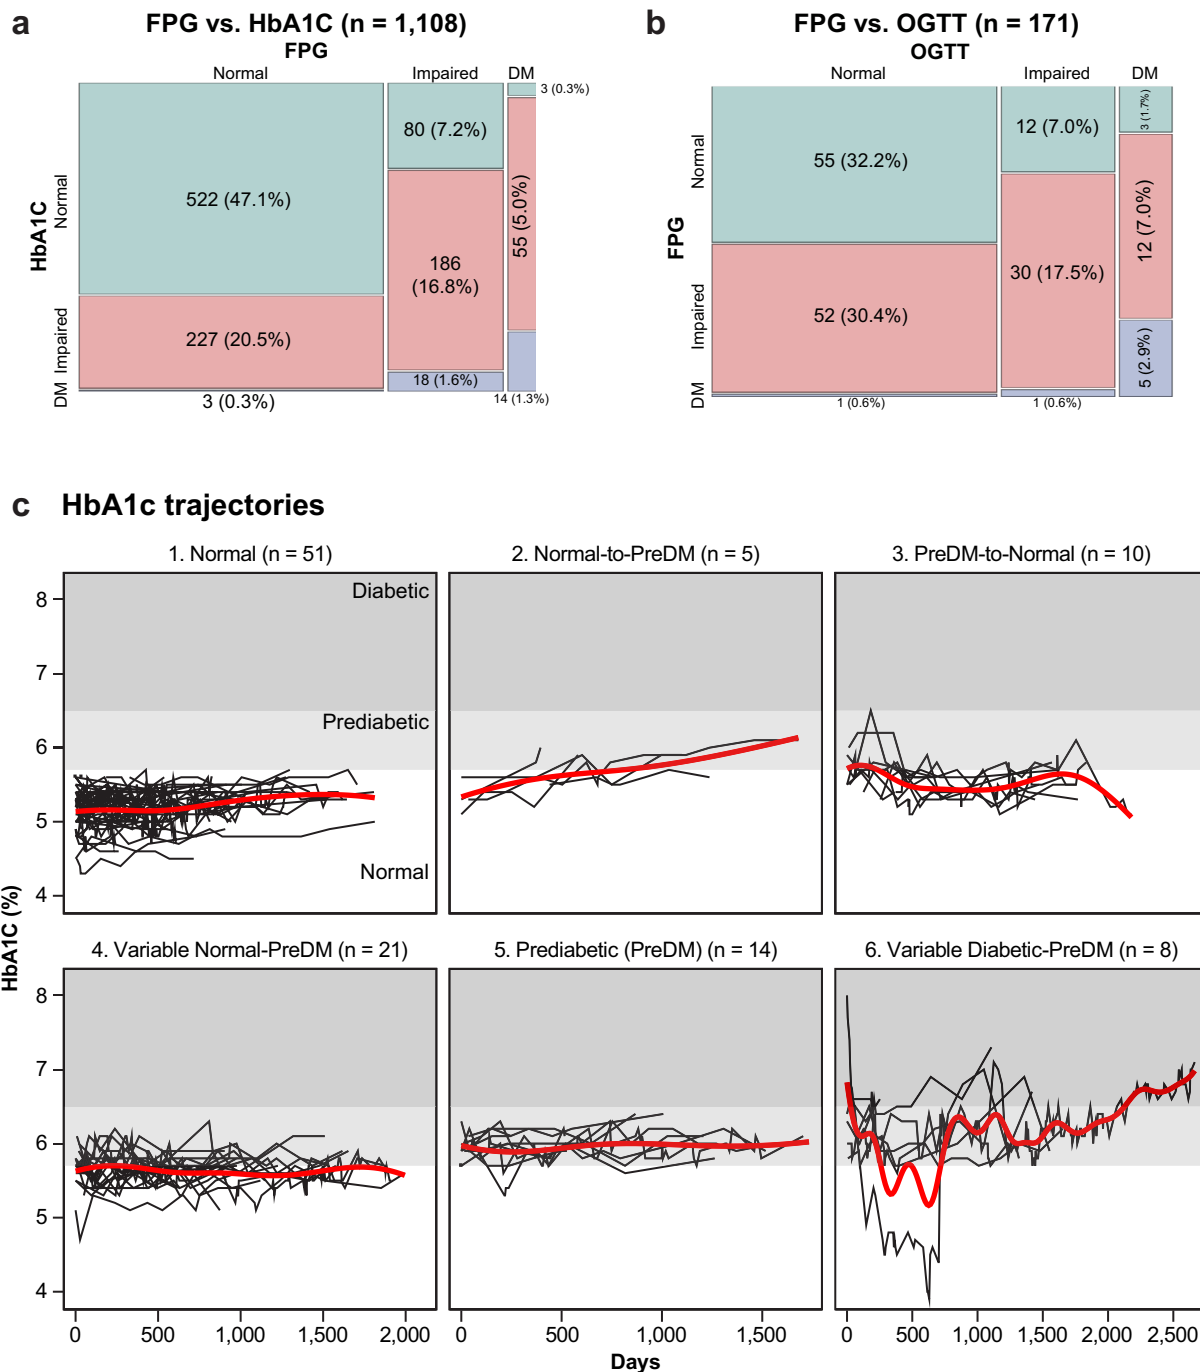 a
FPG vs. HbA1C (n = 1,108)
FPG
Normal
Impaired
DM
HbA1C
Normal
Impaired
DM
522 (47.1%)
80 (7.2%)
3 (0.3%)
227 (20.5%)
186
(16.8%)
55 (5.0%)
3 (0.3%)
18 (1.6%)
14 (1.3%)
b
FPG vs. OGTT (n = 171)
OGTT
Normal
Impaired
DM
FPG
Normal
Impaired
DM
55 (32.2%)
12 (7.0%)
3 (1.7%)
52 (30.4%)
30 (17.5%)
12 (7.0%)
1 (0.6%)
1 (0.6%)
5 (2.9%)
c HbA1c trajectories
HbA1C (%)
1. Normal (n = 51)
2. Normal-to-PreDM (n = 5)
3. PreDM-to-Normal (n = 10)
Diabetic
Prediabetic
Normal
8
7
6
5
4
4. Variable Normal-PreDM (n = 21)
5. Prediabetic (PreDM) (n = 14)
6. Variable Diabetic-PreDM (n = 8)
8
7
6
5
4
0 500 1,000 1,500 2,000
0 500 1,000 1,500
0 500 1,000 1,500 2,000 2,500
Days